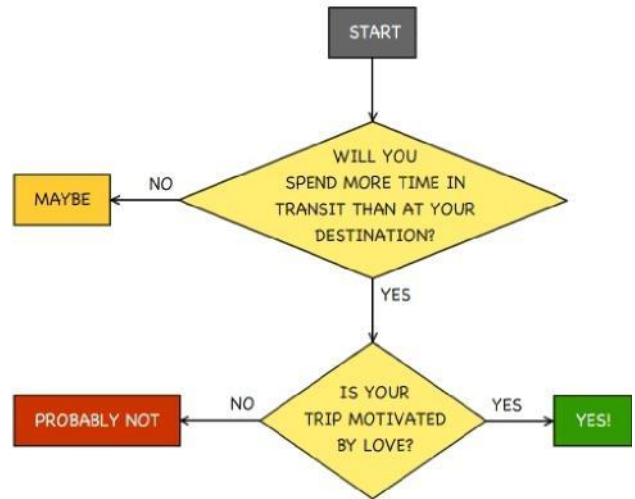 START
WILL YOU
SPEND MORE TIME IN
TRANSIT THAN AT YOUR
DESTINATION?
NO
MAYBE
YES
IS YOUR
TRIP MOTIVATED
BY LOVE?
NO
PROBABLY NOT
YES
YES!